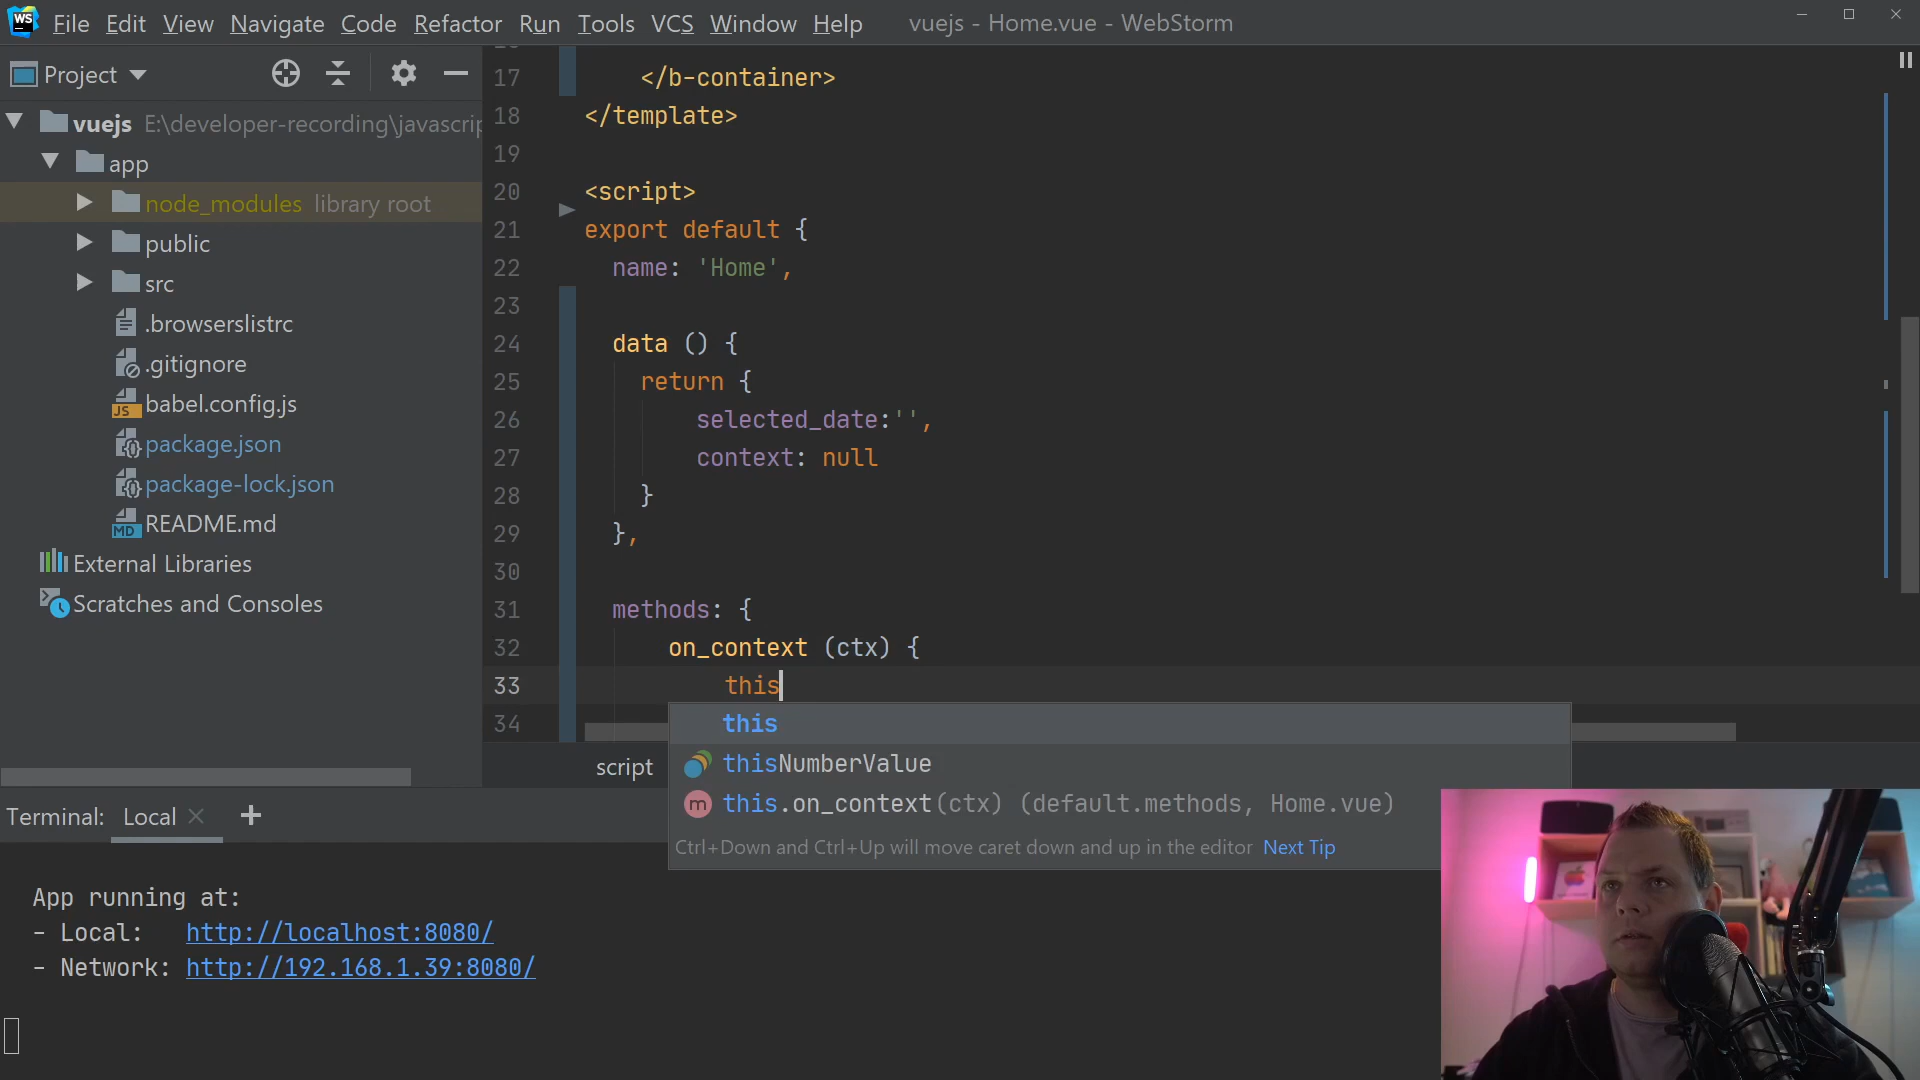 WS File Edit View Navigate Code Refactor Run Tools VCS Window Help vuejs - Home.vue - WebStorm
Project
vuejs E:\developer-recording\javascrip
app
node_modules library root
public
src
.browserslistrc
.gitignore
JS babel.config.js
package.json
package-lock.json
MD README.md
External Libraries
Scratches and Consoles
17 </b-container>
18 </template>
19
20 <script>
21 export default {
22 name: 'Home',
23
24 data () {
25 return {
26 selected_date:'',
27 context: null
28 }
29 },
30
31 methods: {
32 on_context (ctx) {
33 this
34
this
thisNumberValue
m this.on_context(ctx) (default.methods, Home.vue)
Ctrl+Down and Ctrl+Up will move caret down and up in the editor Next Tip
script
Terminal: Local +
App running at:
- Local: http://localhost:8080/
- Network: http://192.168.1.39:8080/